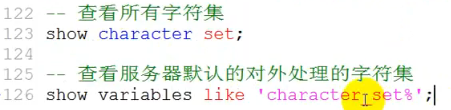 122 -- 查看所有字符集
123 show character set;
124
125 -- 查看服务器默认的对外处理的字符集
126 show variables like 'character_set%';